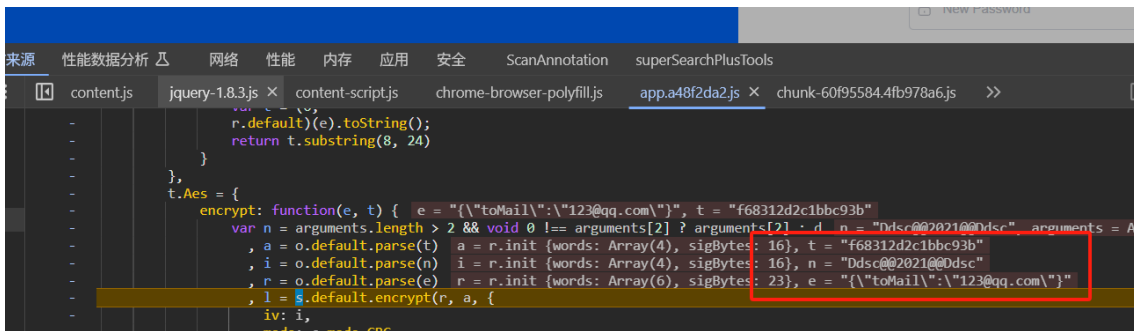 New Password
来源 性能数据分析 网络 性能 内存 应用 安全 ScanAnnotation superSearchPlusTools
content.js jquery-1.8.3.js × content-script.js chrome-browser-polyfill.js app.a48f2da2.js × chunk-60f95584.4fb978a6.js >>
- r.default)(e).toString();
- return t.substring(8, 24)
- }
- },
- t.Aes = {
- encrypt: function(e, t) { e = "{\"toMail\":\"123@qq.com\"}", t = "f68312d2c1bbc93b"
- var n = arguments.length > 2 && void 0 !== arguments[2] ? arguments[2] : d n = "Ddsc@@2021@@Ddsc", arguments = A
- , a = o.default.parse(t) a = r.init {words: Array(4), sigBytes: 16}, t = "f68312d2c1bbc93b"
- , i = o.default.parse(n) i = r.init {words: Array(4), sigBytes: 16}, n = "Ddsc@@2021@@Ddsc"
- , r = o.default.parse(e) r = r.init {words: Array(6), sigBytes: 23}, e = "{\"toMail\":\"123@qq.com\"}"
- , l = s.default.encrypt(r, a, {
- iv: i,